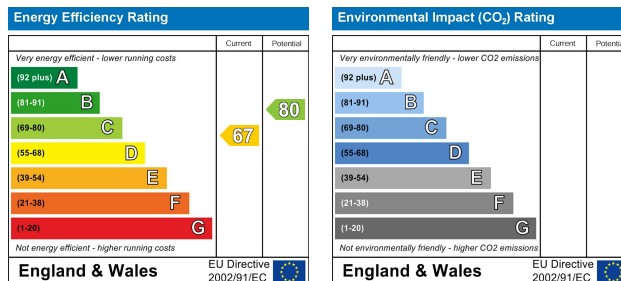 Energy Efficiency Rating
Current Potential
Very energy efficient - lower running costs
(92 plus) A
(81-91) B
(69-80) C
(55-68) D
(39-54) E
(21-38) F
(1-20) G
67
80
Not energy efficient - higher running costs
England & Wales
EU Directive
2002/91/EC
Environmental Impact (CO₂) Rating
Current Potential
Very environmentally friendly - lower CO2 emissions
(92 plus) A
(81-91) B
(69-80) C
(55-68) D
(39-54) E
(21-38) F
(1-20) G
Not environmentally friendly - higher CO2 emissions
England & Wales
EU Directive
2002/91/EC